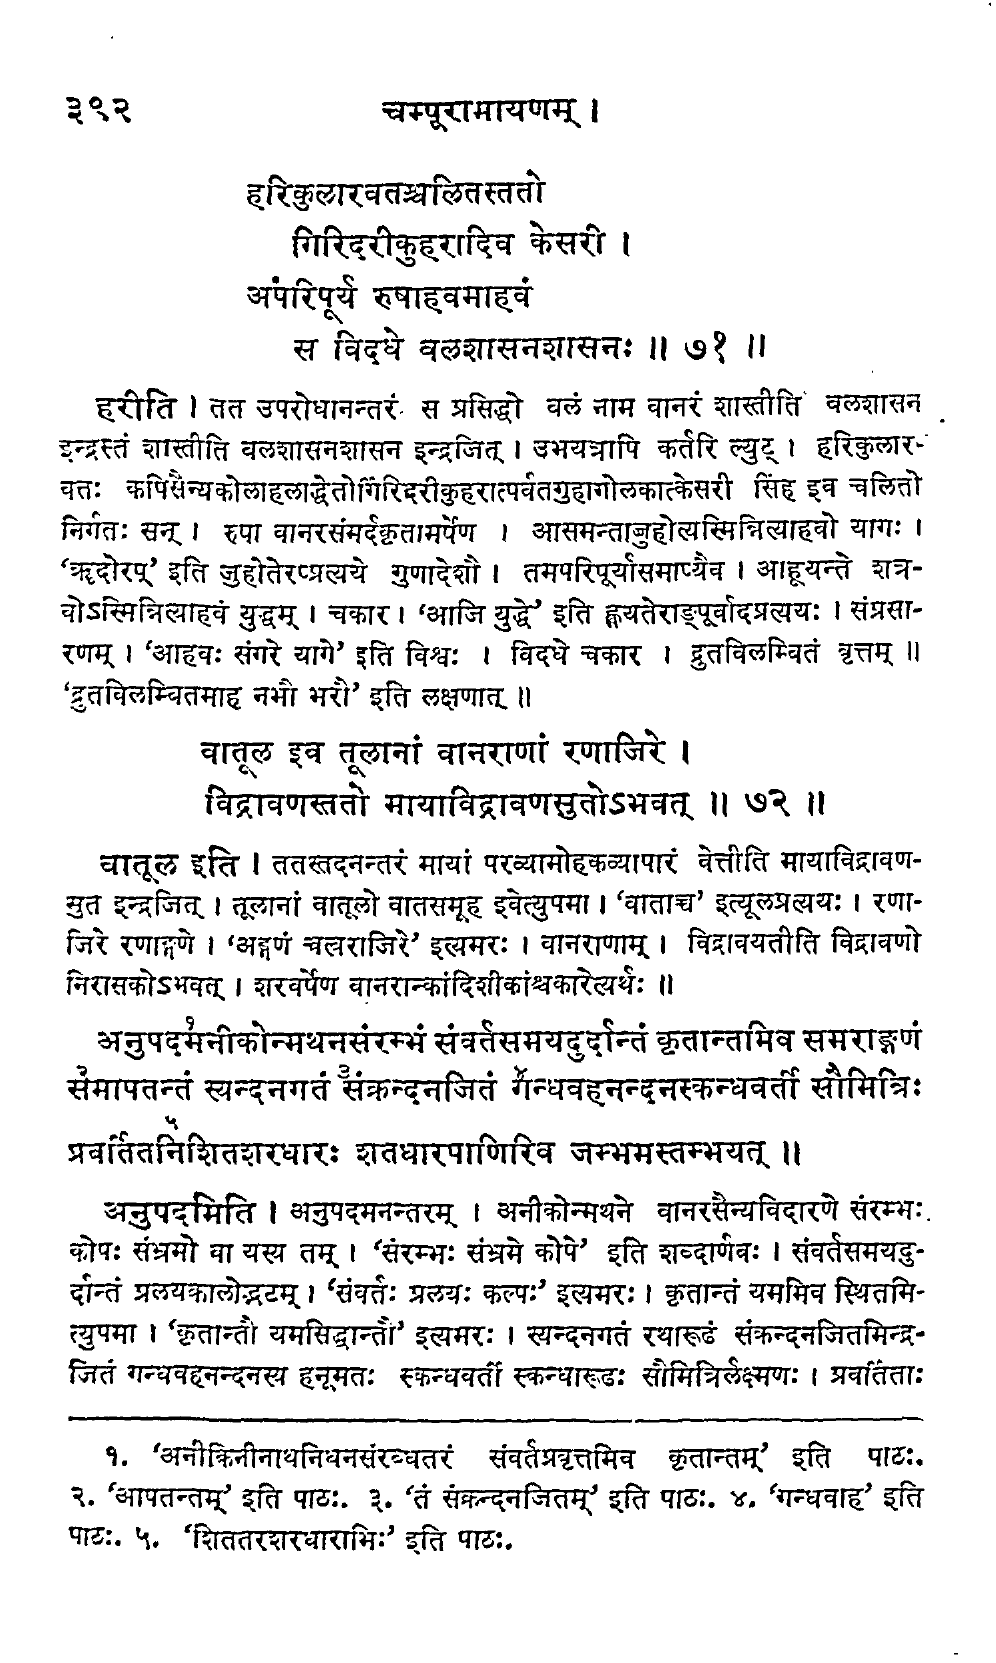 ३९२ चम्पूरामायणम् ।
हरिकुलारवतश्चलितस्ततो
गिरिदरीकुहरादिव केसरी ।
अपरिपूर्य रुषाहवमाहवं
स विदधे वलशासनशासनः ॥ ७१ ॥
हरीति । तत उपरोधानन्तरं स प्रसिद्धो वलं नाम वानरं शास्तीति वलशासन
इन्द्रस्तं शास्तीति वलशासनशासन इन्द्रजित् । उभयत्रापि कर्तरि ल्युट् । हरिकुलार-
वतः कपिसैन्यकोलाहलाद्धेतोर्गिरिदरीकुहरात्पर्वतगुहागोलकात्केसरी सिंह इव चलितो
निर्गतः सन् । रुषा वानरसंमर्दकृतामर्षेण । आसमन्ताज्जुहोत्यस्मिन्नित्याहवो यागः ।
‘ॠदोरप्’ इति जुहोतेरप्प्रत्यये गुणादेशौ । तमपरिपूर्यासमाप्यैव । आहूयन्ते शत्र-
वोऽस्मिन्नित्याहवं युद्धम् । चकार । ‘आजि युद्धे’ इति ह्वयतेराङ्पूर्वादप्रत्ययः । संप्रसा-
रणम् । ‘आहवः संगरे यागे’ इति विश्वः । विदधे चकार । द्रुतविलम्बितं वृत्तम् ॥
‘द्रुतविलम्बितमाह नभौ भरौ’ इति लक्षणात् ॥
वातूल इव तूलानां वानराणां रणाजिरे ।
विद्रावणस्ततो मायाविद्रावणसुतोऽभवत् ॥ ७२ ॥
वातूल इति । ततस्तदनन्तरं मायां परव्यामोहकव्यापारं वेत्तीति मायाविद्रावण-
सुत इन्द्रजित् । तूलानां वातूलो वातसमूह इवेत्युपमा । ‘वाताच्च’ इत्यूलप्रत्ययः । रणा-
जिरे रणाङ्गणे । ‘अङ्गणं चत्वराजिरे’ इत्यमरः । वानराणाम् । विद्रावयतीति विद्रावणो
निरासकोऽभवत् । शरवर्षेण वानरान्कांदिशीकांश्चकारेत्यर्थः ॥
अनुपदम१नीकोन्मथनसंरम्भं संवर्तसमयदुर्दान्तं कृतान्तमिव समराङ्गणं
स२मापतन्तं स्यन्दनगतं ३संक्रन्दनजितं ४गन्धवहनन्दनस्कन्धवर्ती सौमित्रिः
प्रवर्तित५निशितशरधारः शतधारपाणिरिव जम्भमस्तम्भयत् ॥
अनुपदमिति । अनुपदमनन्तरम् । अनीकोन्मथने वानरसैन्यविदारणे संरम्भः
कोपः संभ्रमो वा यस्य तम् । ‘संरम्भः संभ्रमे कोपे’ इति शब्दार्णवः । संवर्तसमयदु-
र्दान्तं प्रलयकालोद्भटम् । ‘संवर्तः प्रलयः कल्पः’ इत्यमरः । कृतान्तं यममिव स्थितमि-
त्युपमा । ‘कृतान्तौ यमसिद्धान्तौ’ इत्यमरः । स्यन्दनगतं रथारूढं संक्रन्दनजितमिन्द्र-
जितं गन्धवहनन्दनस्य हनूमतः स्कन्धवर्ती स्कन्धारूढः सौमित्रिर्लक्ष्मणः । प्रवर्तिताः
१. ‘अनीकिनीनाथनिधनसंरब्धतरं संवर्तप्रवृत्तमिव कृतान्तम्’ इति पाठः.
२. ‘आपतन्तम्’ इति पाठः. ३. ‘तं संक्रन्दनजितम्’ इति पाठः. ४. ‘गन्धवाह’ इति
पाठः. ५. ‘शिततरशरधाराभिः’ इति पाठः.